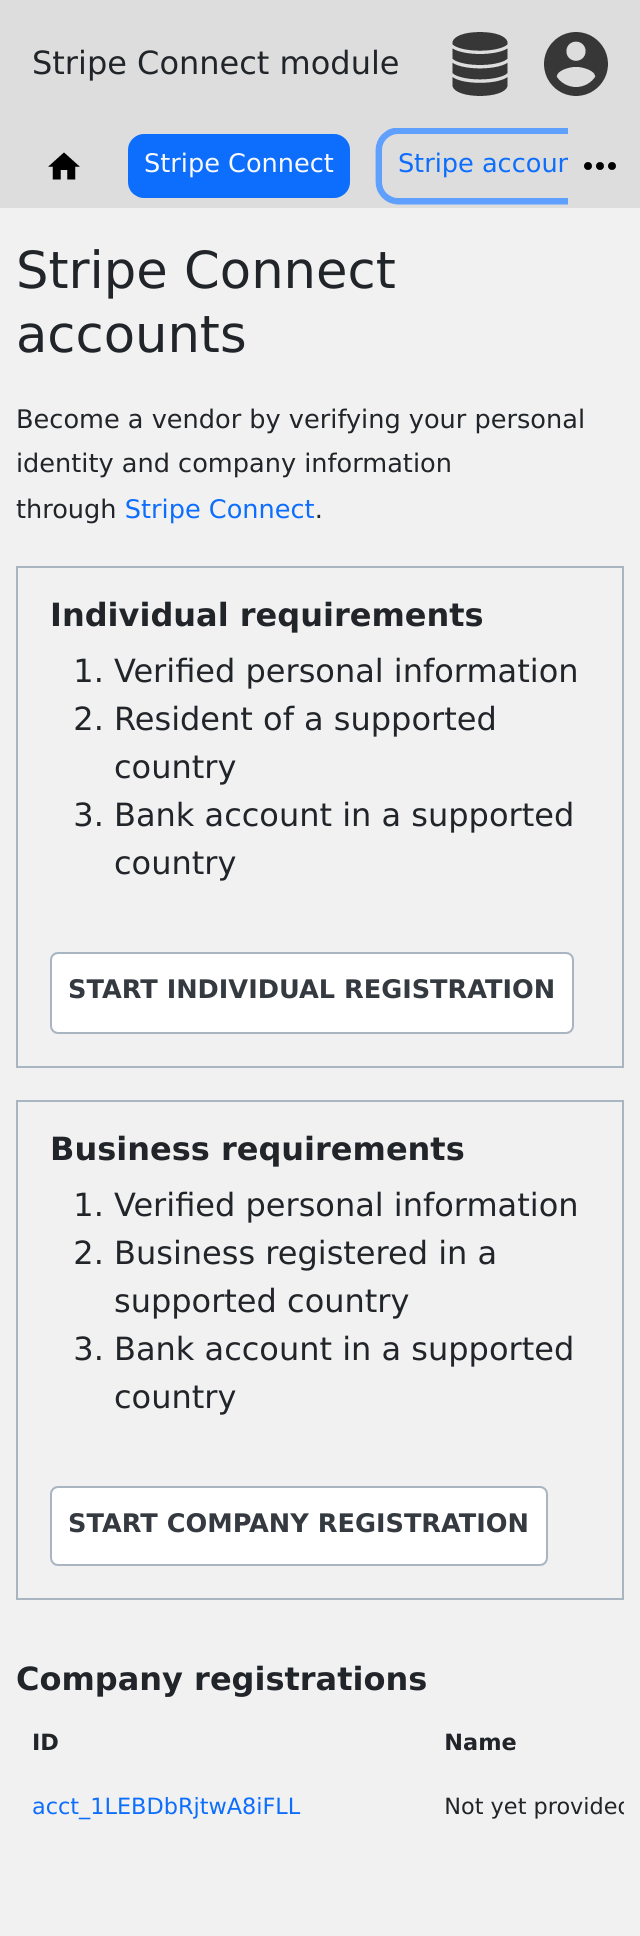 Stripe Connect module
Stripe Connect
Stripe accour
Stripe Connect
accounts
Become a vendor by verifying your personal
identity and company information
through Stripe Connect.
Individual requirements
1. Verified personal information
2. Resident of a supported
country
3. Bank account in a supported
country
START INDIVIDUAL REGISTRATION
Business requirements
1. Verified personal information
2. Business registered in a
supported country
3. Bank account in a supported
country
START COMPANY REGISTRATION
Company registrations
ID Name
acct_1LEBDbRjtwA8iFLL Not yet provided